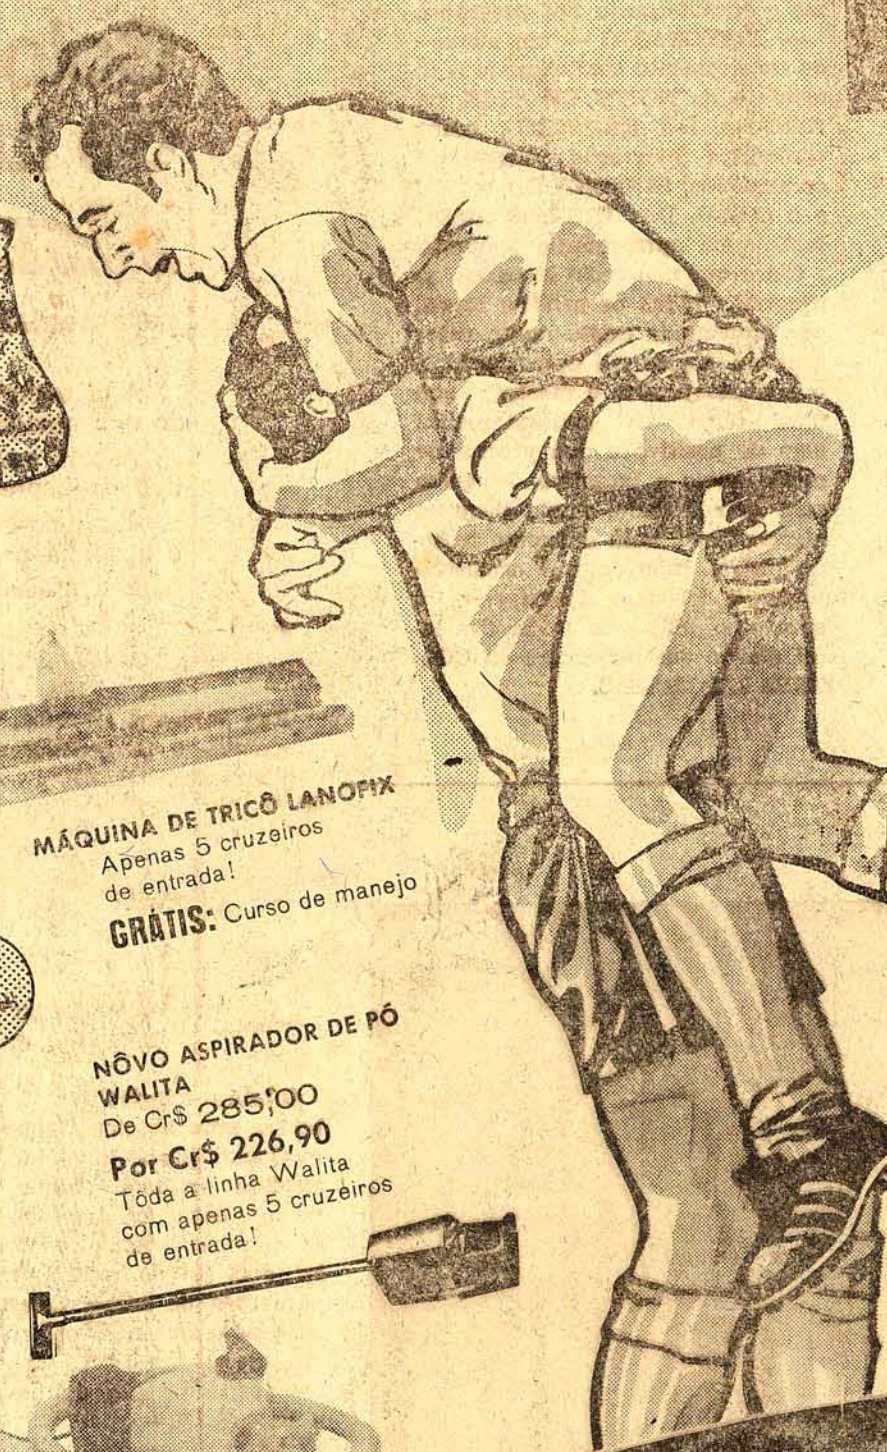 MÁQUINA DE TRICÔ LANOFIX
Apenas 5 cruzeiros
de entrada!
GRÁTIS: Curso de manejo
NÔVO ASPIRADOR DE PÓ
WALITA
De Cr$ 285,00
Por Cr$ 226,90
Tôda a linha Walita
com apenas 5 cruzeiros
de entrada!